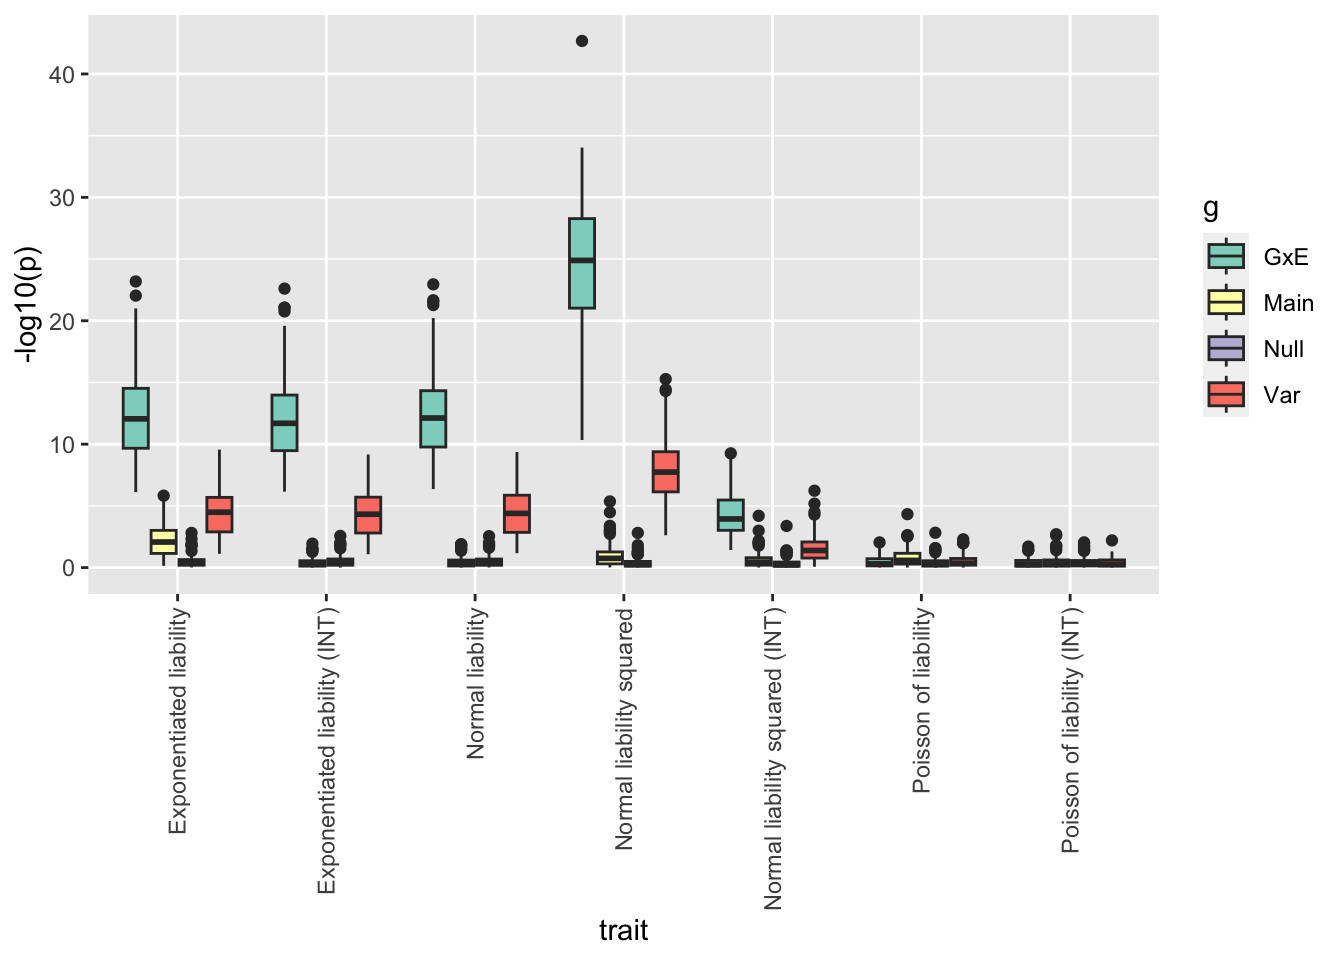 -log10(p)
40
30
20
10
0
Exponentiated liability
Exponentiated liability (INT)
Normal liability
Normal liability squared
Normal liability squared (INT)
Poisson of liability
Poisson of liability (INT)
trait
g
GxE
Main
Null
Var